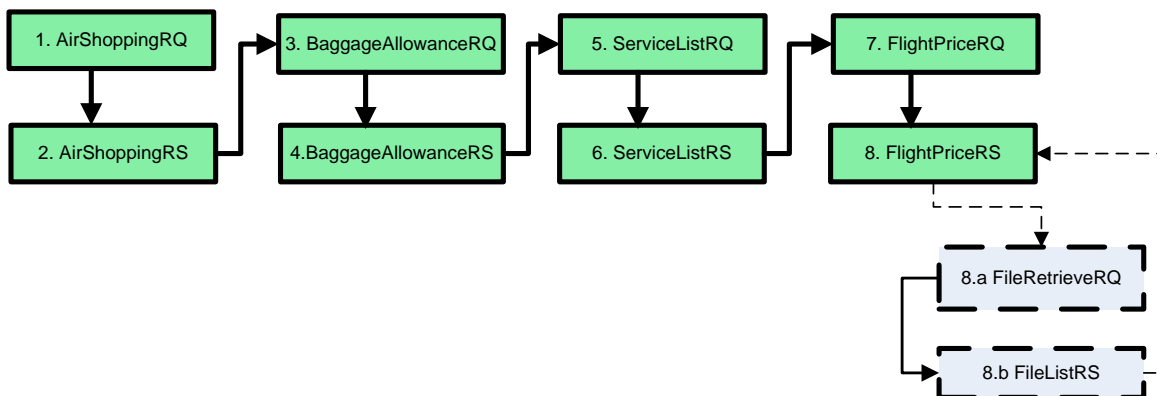 1. AirShoppingRQ
2. AirShoppingRS
3. BaggageAllowanceRQ
4.BaggageAllowanceRS
5. ServiceListRQ
6. ServiceListRS
7. FlightPriceRQ
8. FlightPriceRS
8.a FileRetrieveRQ
8.b FileListRS